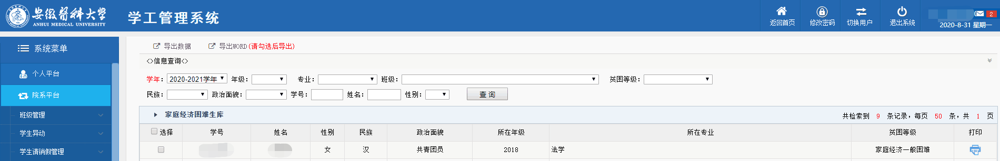 安徽医科大学
ANHUI MEDICAL UNIVERSITY
学工管理系统
返回首页
修改密码
切换用户
退出系统
2
2020-8-31 星期一
系统菜单
个人平台
院系平台
班级管理
学生异动
学生请销假管理
导出数据 导出WORD(请勾选后导出)
<>信息查询<>
学年： 2020-2021学年 年级： 专业： 班级： 贫困等级：
民族： 政治面貌： 学号： 姓名： 性别： 查 询
家庭经济困难生库 共检索到 9 条记录，每页 50 条，共 1 页
选择 学号 姓名 性别 民族 政治面貌 所在年级 所在专业 贫困等级 打印
女 汉 共青团员 2018 法学 家庭经济一般困难